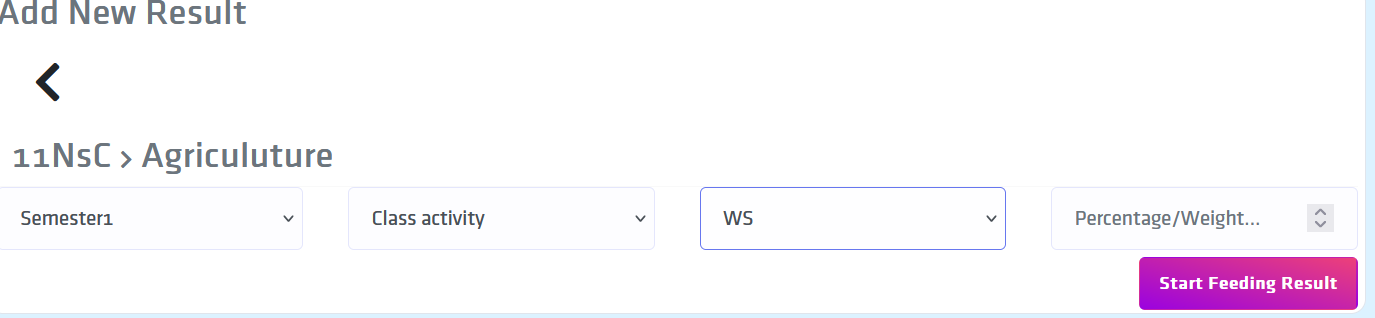 Add New Result
11NsC > Agriculuture
Semester1 Class activity WS Percentage/Weight...
Start Feeding Result